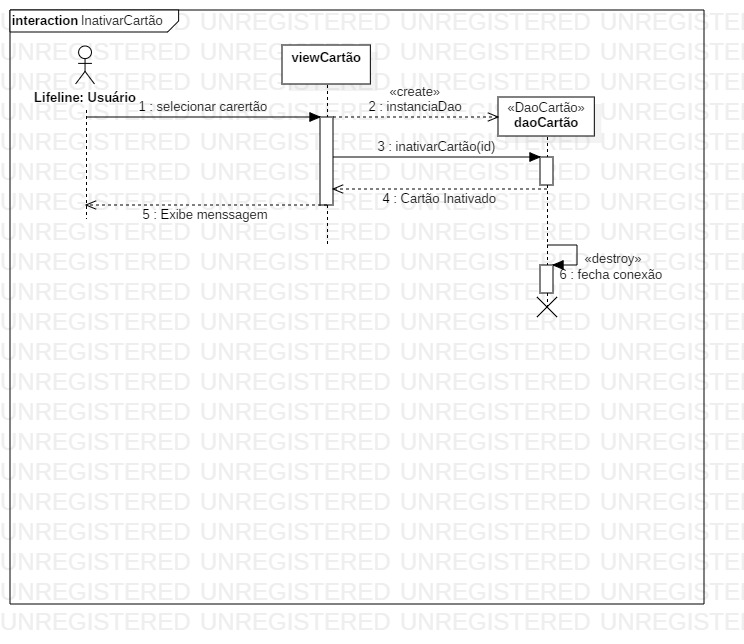 interaction InativarCartão
viewCartão
Lifeline: Usuário
«create»
1 : selecionar carertão
2 : instanciaDao
«DaoCartão»
daoCartão
3 : inativarCartão(id)
4 : Cartão Inativado
5 : Exibe menssagem
«destroy»
6 : fecha conexão
UNREGISTERED UNREGISTERED UNREGISTERED UNREGISTERED